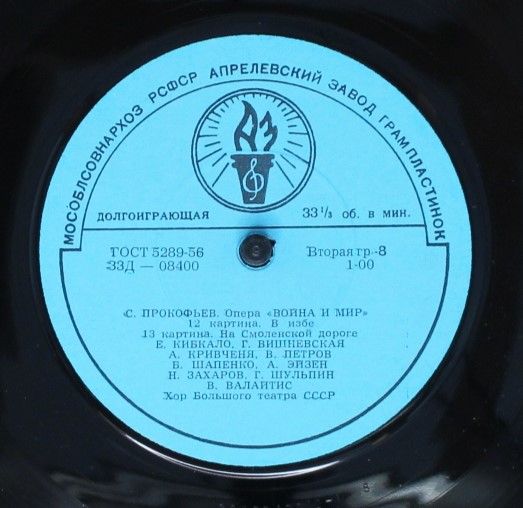 МОСОБЛСОВНАРХОЗ РСФСР АПРЕЛЕВСКИЙ ЗАВОД ГРАМПЛАСТИНОК
АЗ
ДОЛГОИГРАЮЩАЯ 33 1/3 об. в мин.
ГОСТ 5289-56 Вторая гр.-8
33Д — 08400 1-00
С. ПРОКОФЬЕВ. Опера «ВОЙНА И МИР»
12 картина. В избе
13 картина. На Смоленской дороге
Е. КИБКАЛО, Г. ВИШНЕВСКАЯ
А. КРИВЧЕНЯ, В. ПЕТРОВ
Б. ШАПЕНКО, А. ЭЙЗЕН
Н. ЗАХАРОВ, Г. ШУЛЬПИН
В. ВАЛАЙТИС
Хор Большого театра СССР